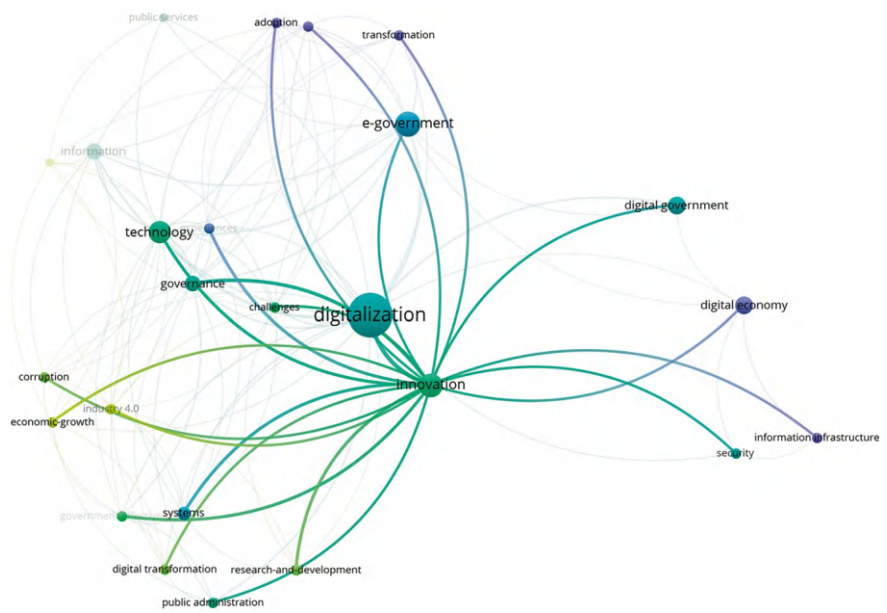 public services
adoption
transformation
e-government
information
digital government
technology
governance
challenges
digitalization
digital economy
innovation
corruption
industry 4.0
economic-growth
information infrastructure
security
government
systems
digital transformation
research-and-development
public administration